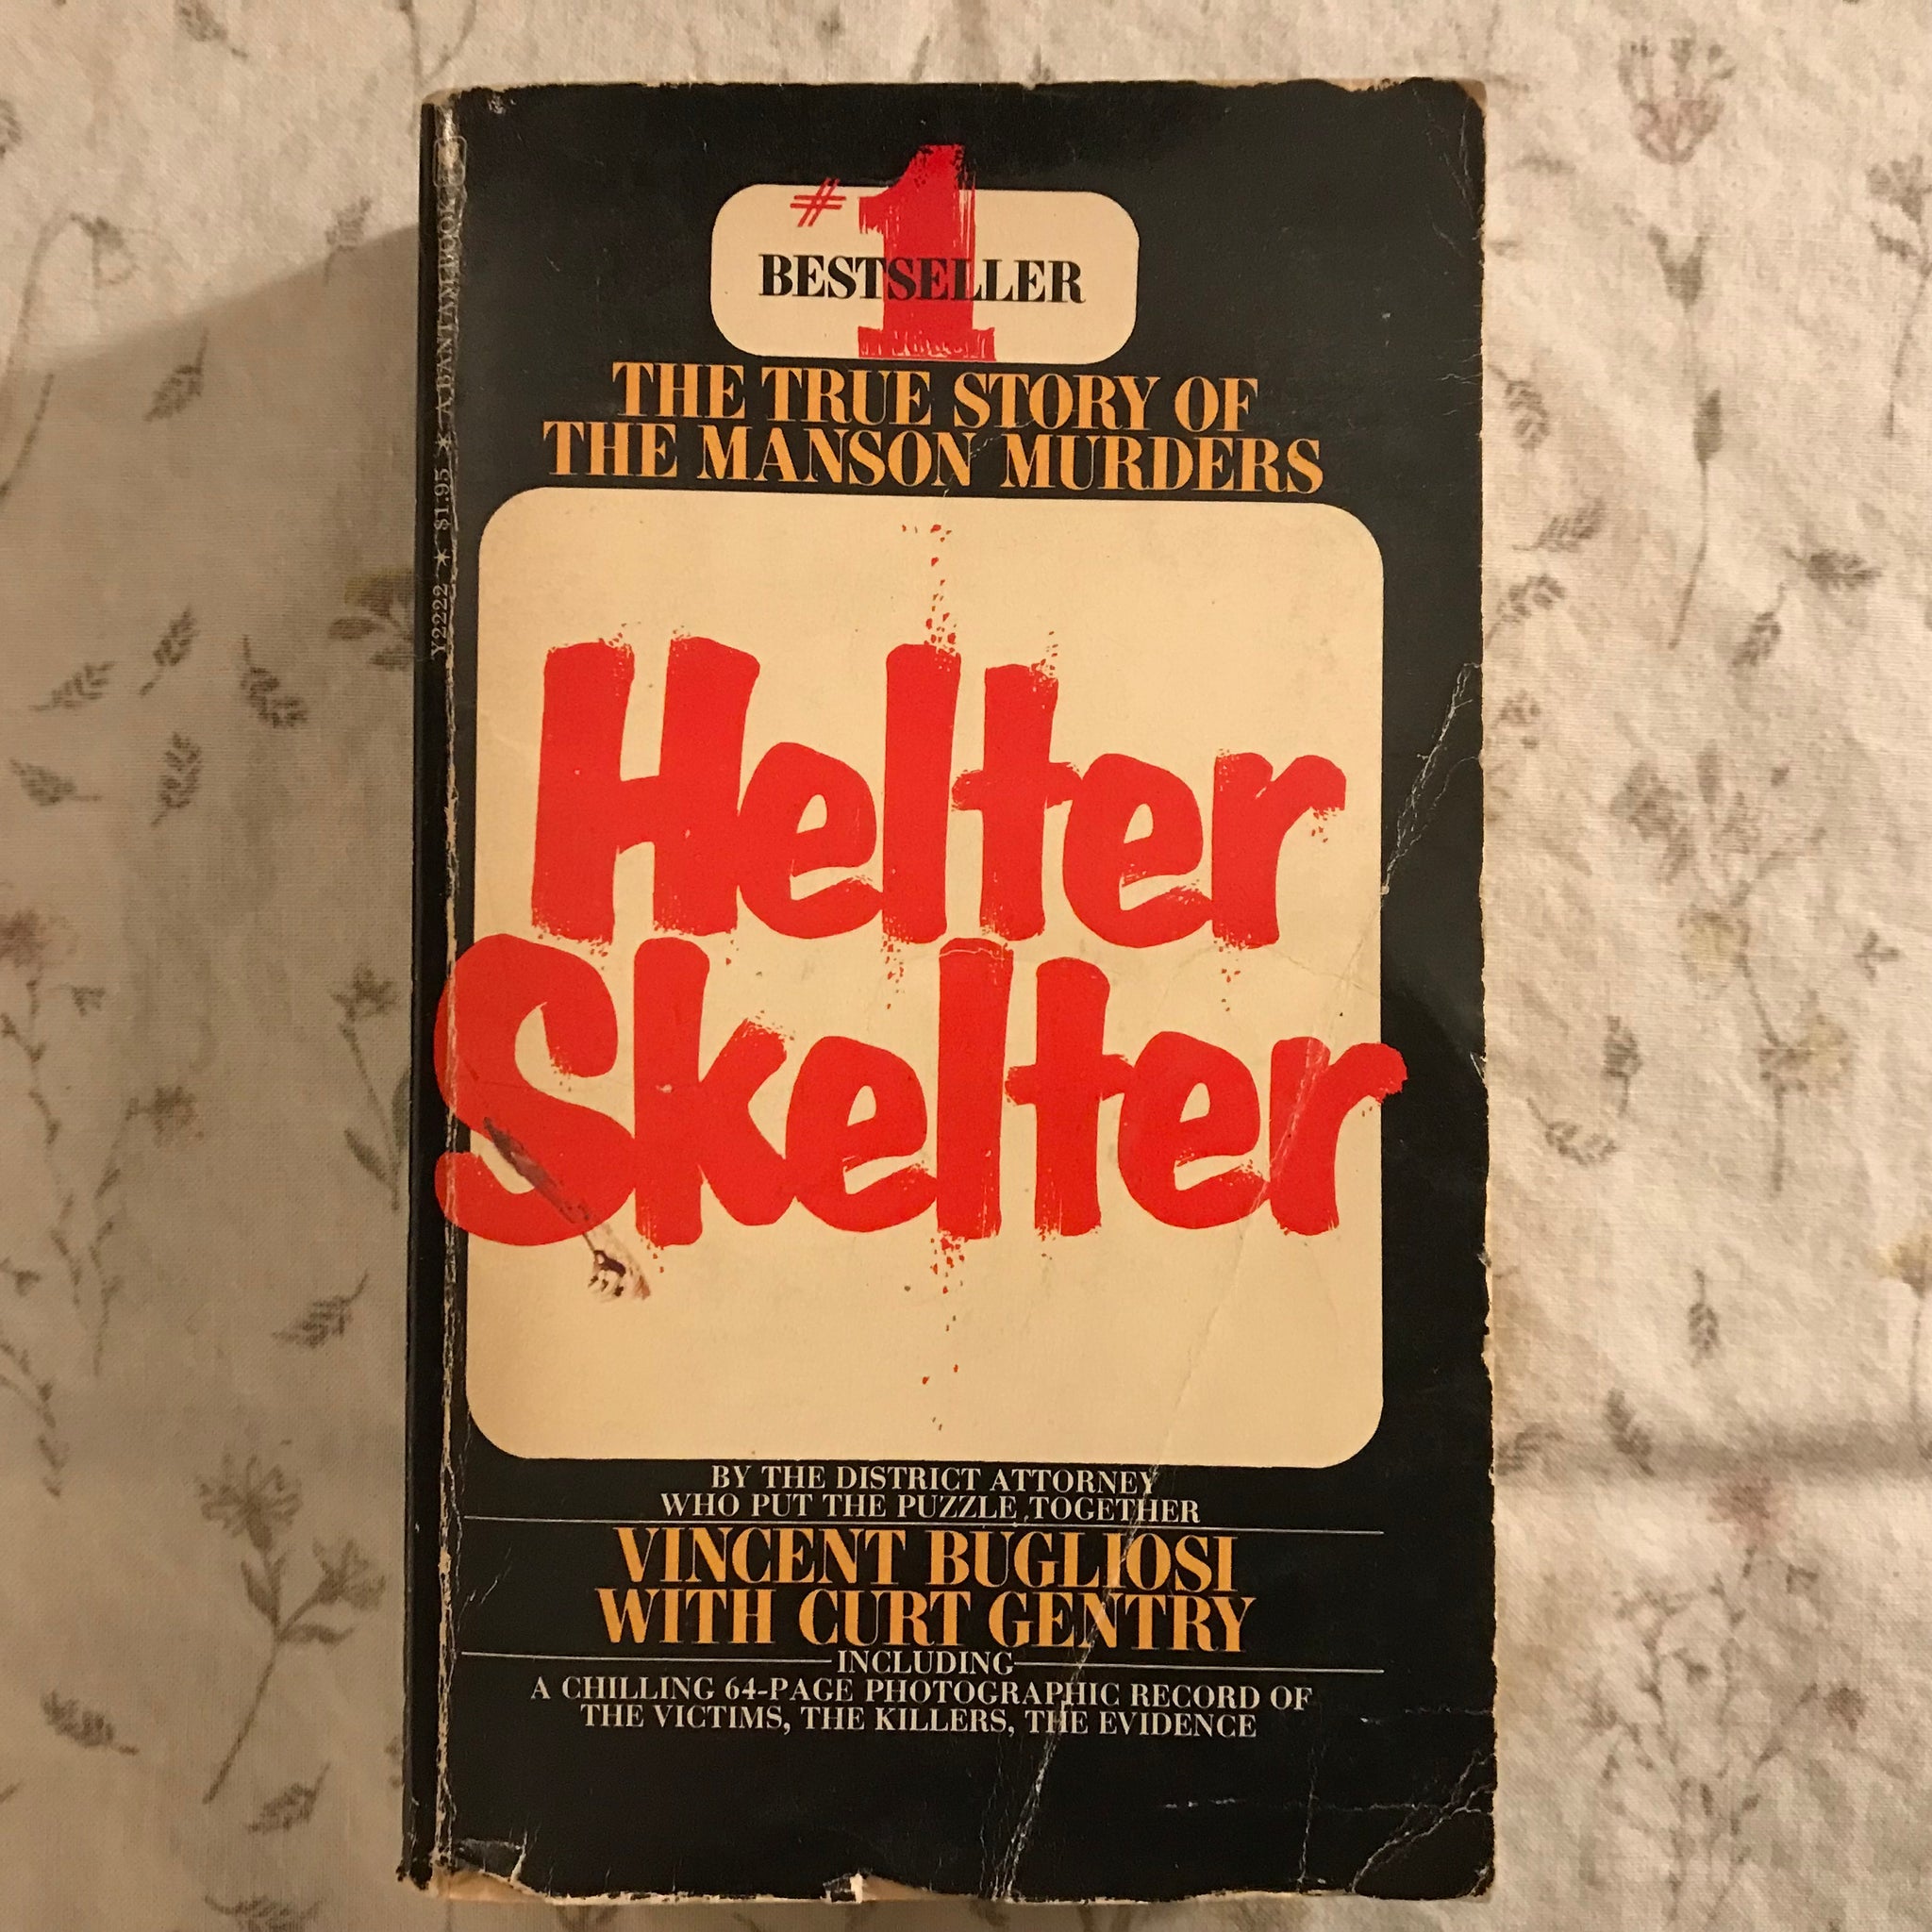 #1
BESTSELLER
THE TRUE STORY OF
THE MANSON MURDERS
Helter
Skelter
BY THE DISTRICT ATTORNEY
WHO PUT THE PUZZLE TOGETHER
VINCENT BUGLIOSI
WITH CURT GENTRY
INCLUDING
A CHILLING 64-PAGE PHOTOGRAPHIC RECORD OF
THE VICTIMS, THE KILLERS, THE EVIDENCE
Y2222 * $1.95 * A BANTAM BOOK